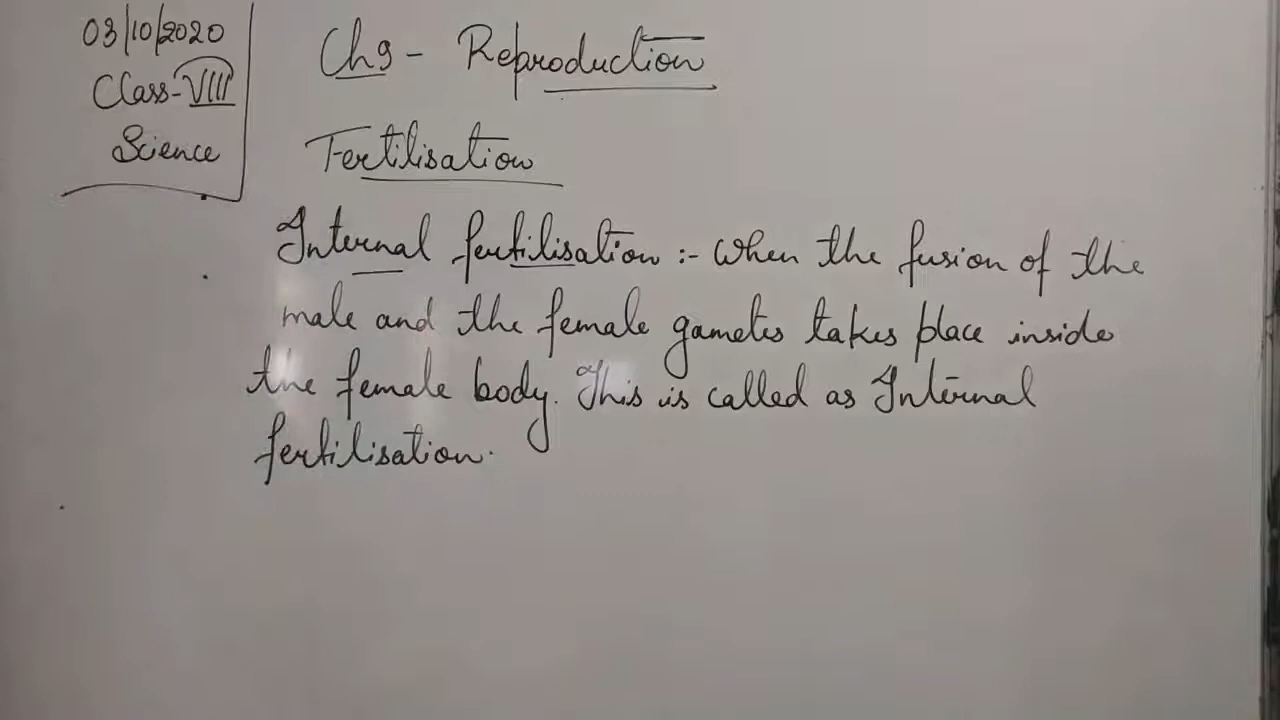 03/10/2020
Class-VIII
Science
Ch9- Reproduction
Fertilisation
Internal fertilisation :- When the fusion of the
male and the female gametes takes place inside
the female body. This is called as Internal
fertilisation.